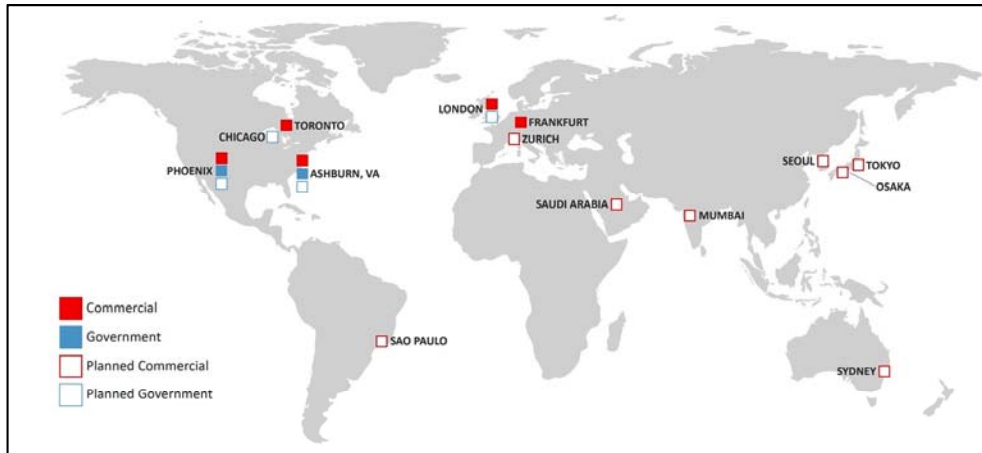 LONDON
FRANKFURT
TORONTO
CHICAGO
ZURICH
PHOENIX
ASHBURN, VA
SEOUL
TOKYO
OSAKA
SAUDI ARABIA
MUMBAI
SAO PAULO
SYDNEY
Commercial
Government
Planned Commercial
Planned Government